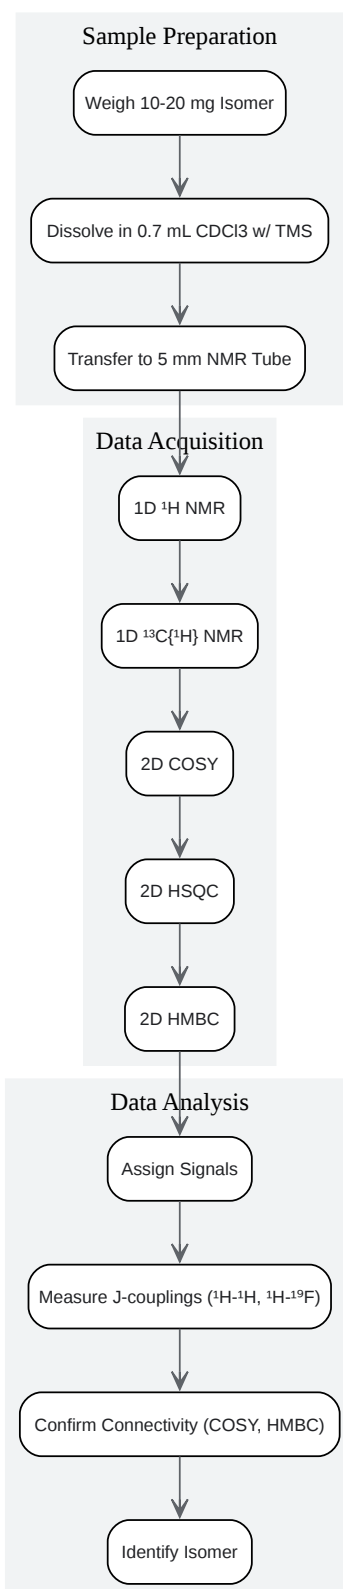 Sample Preparation
Weigh 10-20 mg Isomer
Dissolve in 0.7 mL CDCl3 w/ TMS
Transfer to 5 mm NMR Tube
Data Acquisition
1D ¹H NMR
1D ¹³C{¹H} NMR
2D COSY
2D HSQC
2D HMBC
Data Analysis
Assign Signals
Measure J-couplings (¹H-¹H, ¹H-¹⁹F)
Confirm Connectivity (COSY, HMBC)
Identify Isomer